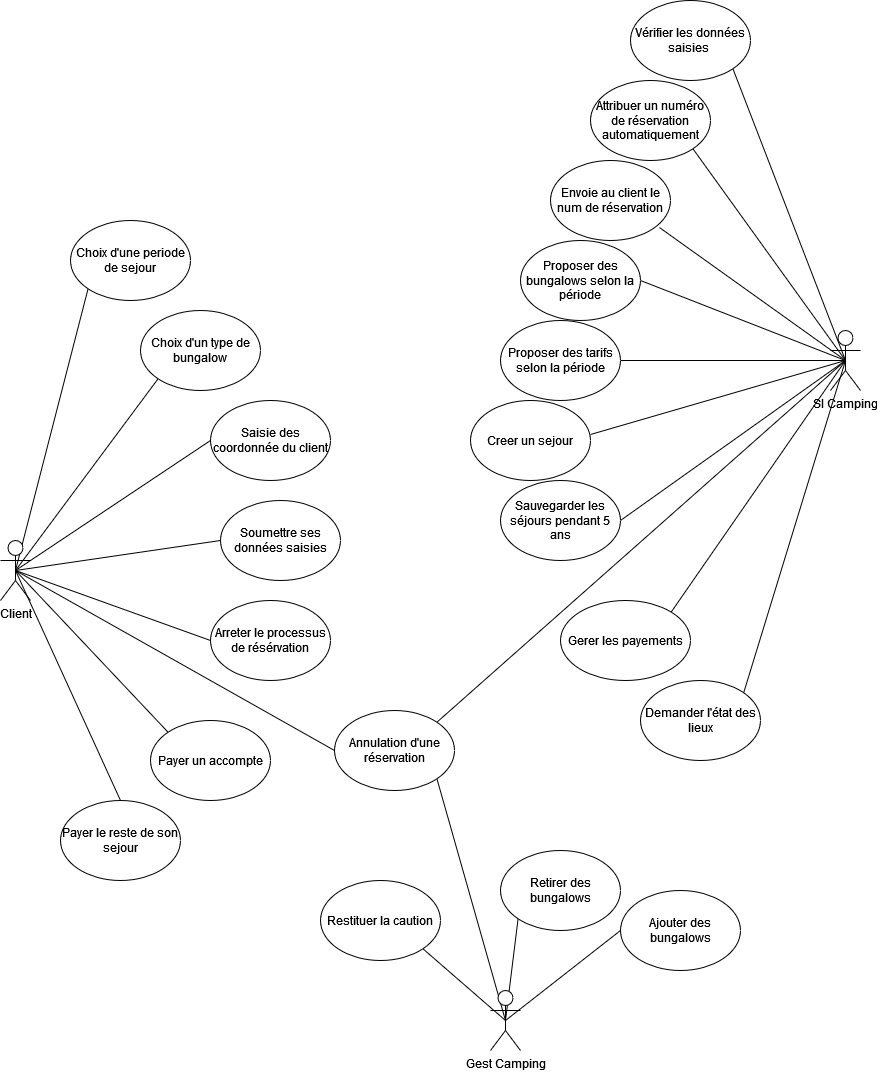 Vérifier les données
saisies
Attribuer un numéro
de réservation
automatiquement
Envoie au client le
num de réservation
Choix d'une periode
de sejour
Proposer des
bungalows selon la
période
Choix d'un type de
bungalow
Proposer des tarifs
selon la période
SI Camping
Saisie des
coordonnée du client
Creer un sejour
Sauvegarder les
séjours pendant 5
ans
Soumettre ses
données saisies
Client
Arreter le processus
de résérvation
Gerer les payements
Demander l'état des
lieux
Annulation d'une
réservation
Payer un accompte
Payer le reste de son
sejour
Retirer des
bungalows
Restituer la caution
Ajouter des
bungalows
Gest Camping